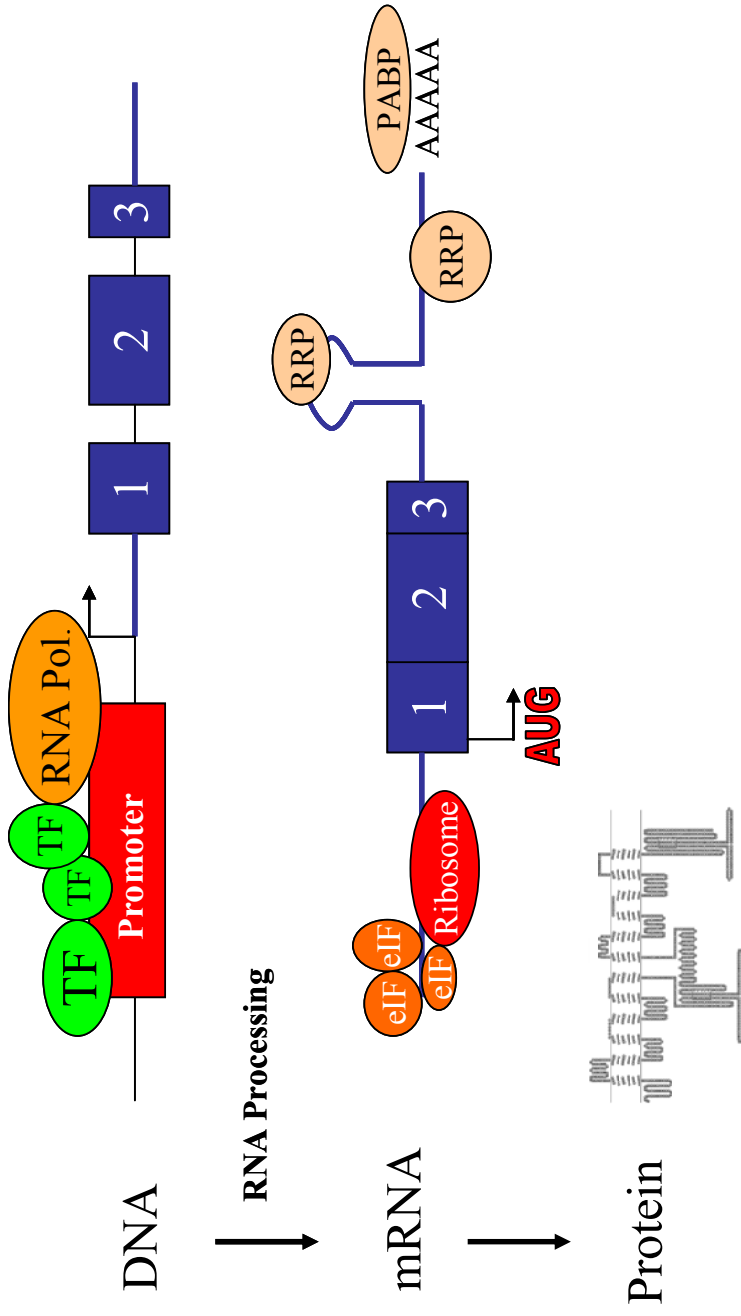 DNA
TF
TF
TF
RNA Pol.
Promoter
1
2
3
RNA Processing
mRNA
eIF
eIF
eIF
Ribosome
1
2
3
RRP
RRP
PABP
AAAAA
AUG
Protein